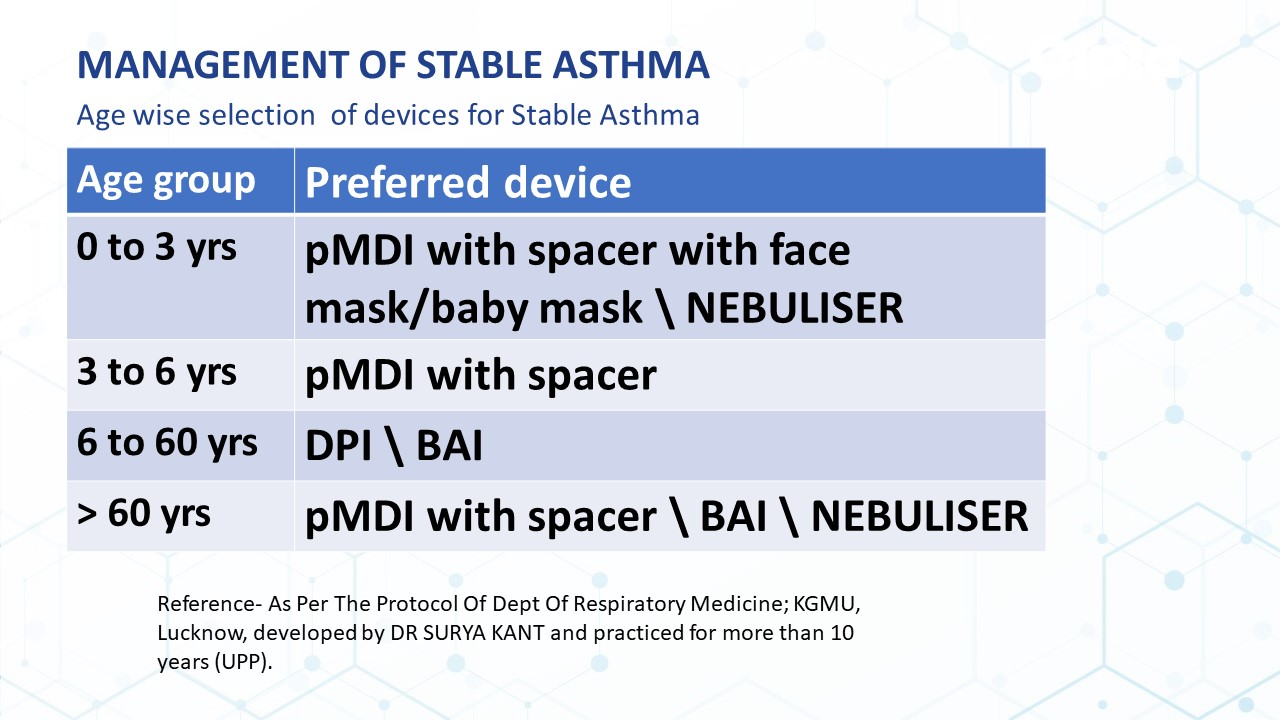 MANAGEMENT OF STABLE ASTHMA
Age wise selection of devices for Stable Asthma
Age group Preferred device
0 to 3 yrs pMDI with spacer with face
mask/baby mask \ NEBULISER
3 to 6 yrs pMDI with spacer
6 to 60 yrs DPI \ BAI
> 60 yrs pMDI with spacer \ BAI \ NEBULISER
Reference- As Per The Protocol Of Dept Of Respiratory Medicine; KGMU,
Lucknow, developed by DR SURYA KANT and practiced for more than 10
years (UPP).